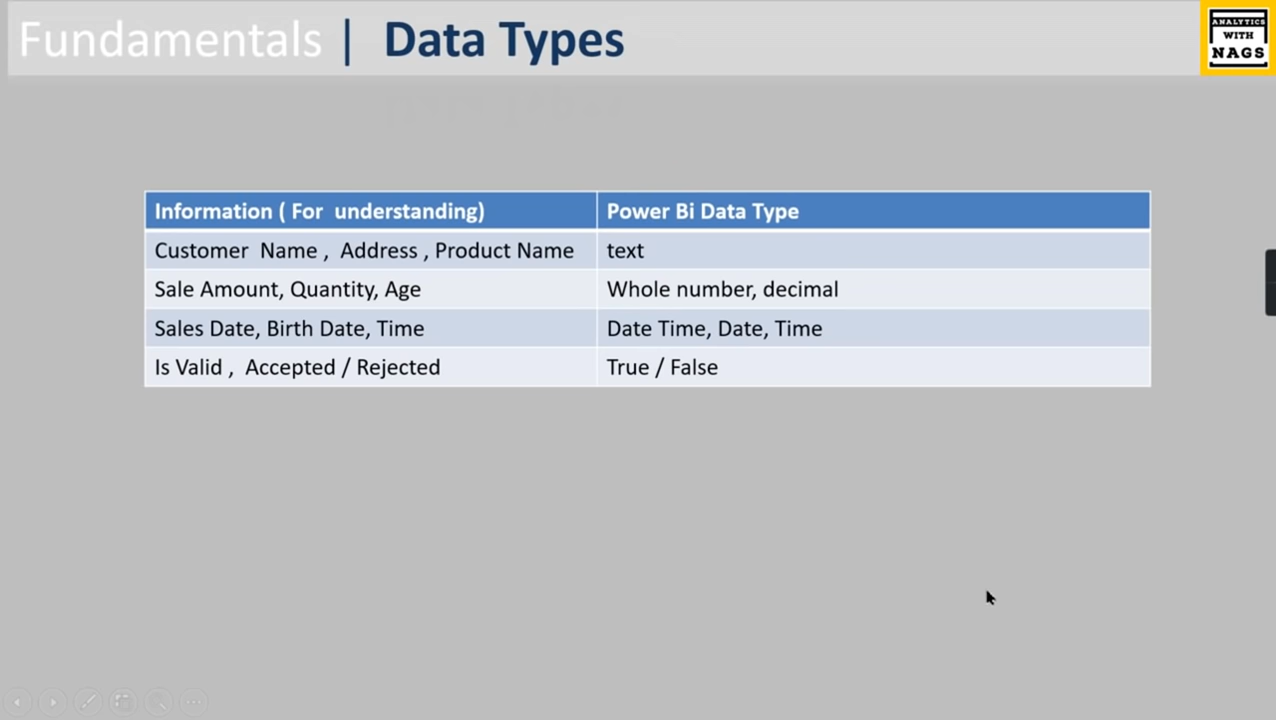 Fundamentals | Data Types
ANALYTICS
WITH
NAGS
Information ( For understanding) Power Bi Data Type
Customer Name , Address , Product Name text
Sale Amount, Quantity, Age Whole number, decimal
Sales Date, Birth Date, Time Date Time, Date, Time
Is Valid , Accepted / Rejected True / False